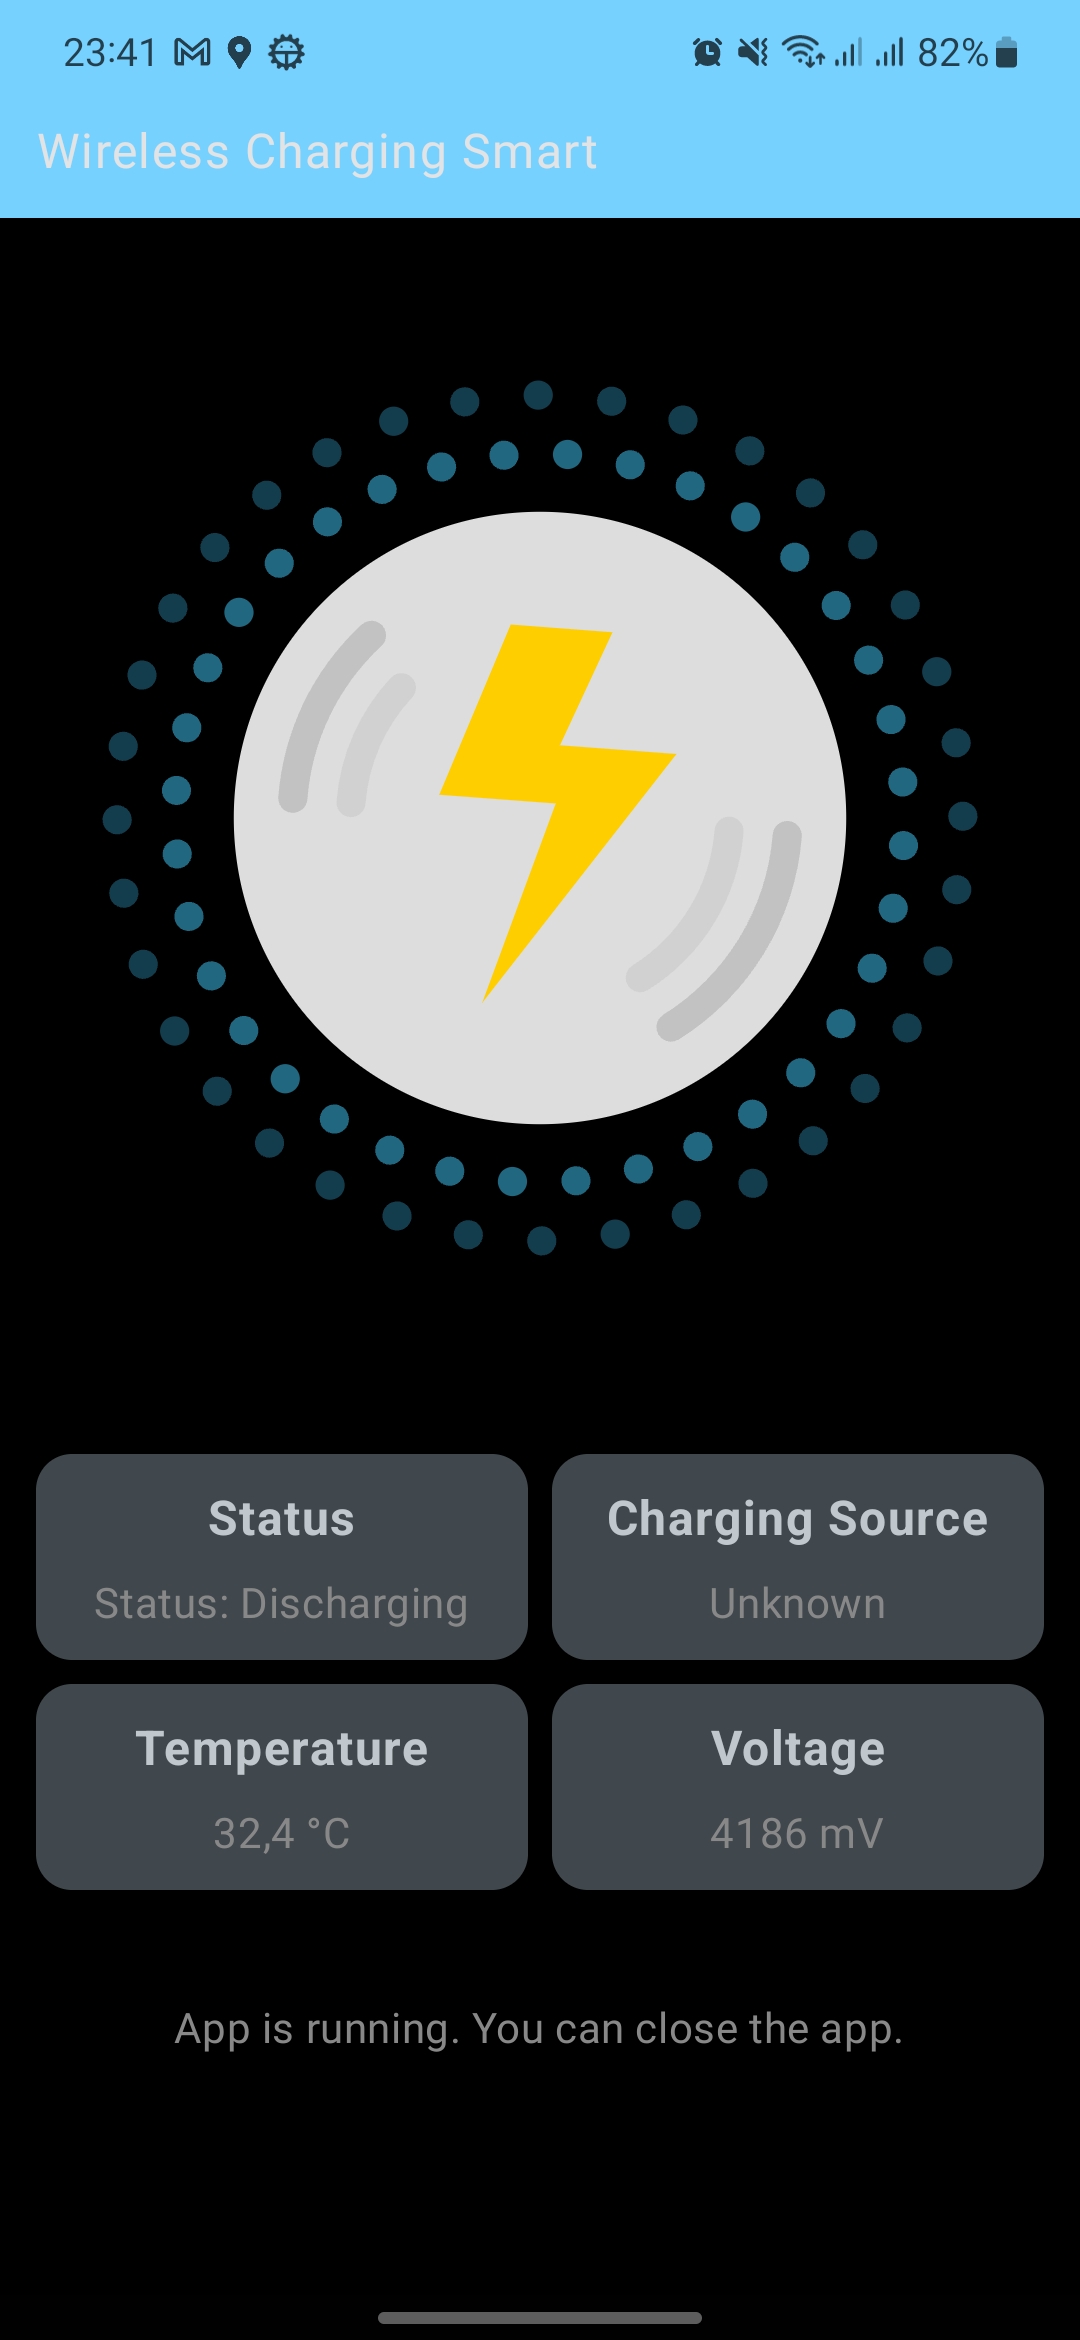 23:41
82%
Wireless Charging Smart
Status
Status: Discharging
Charging Source
Unknown
Temperature
32,4 °C
Voltage
4186 mV
App is running. You can close the app.